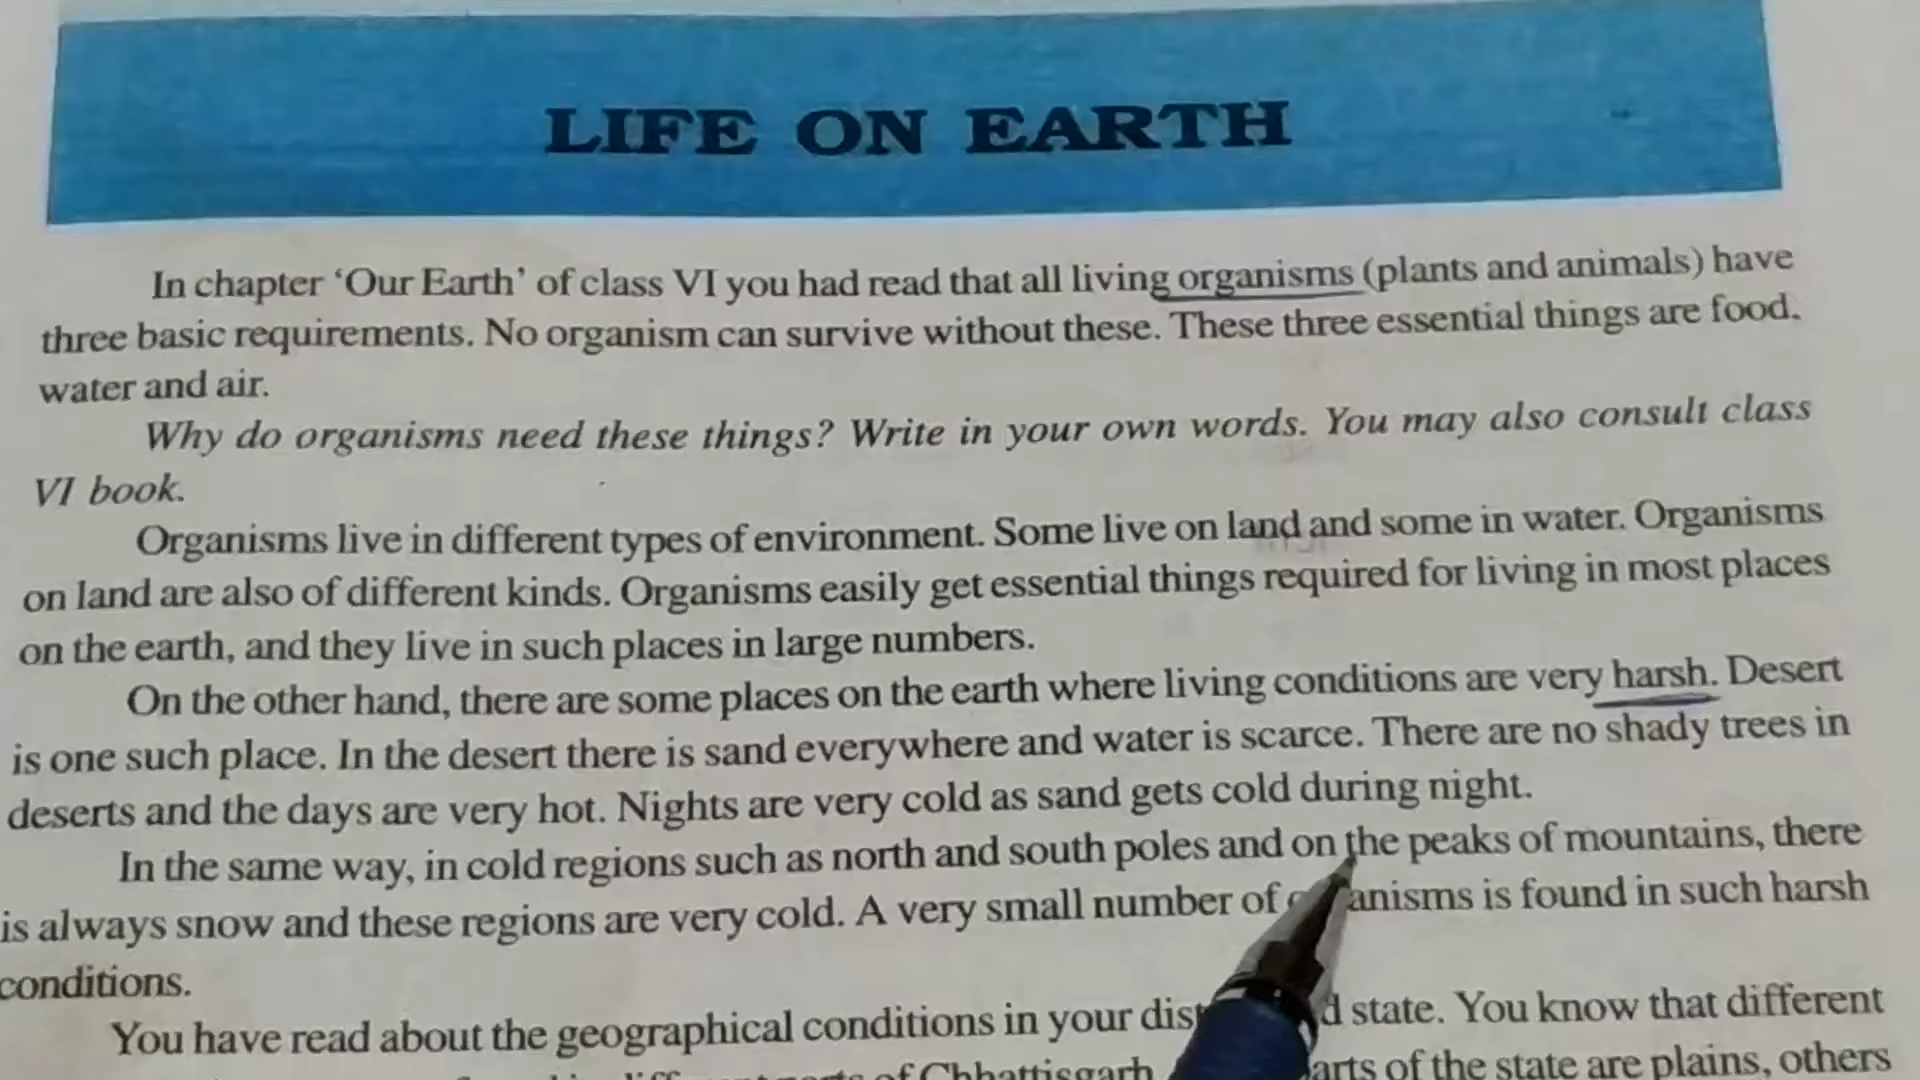 LIFE ON EARTH
In chapter ‘Our Earth’ of class VI you had read that all living organisms (plants and animals) have
three basic requirements. No organism can survive without these. These three essential things are food,
water and air.
Why do organisms need these things? Write in your own words. You may also consult class
VI book.
Organisms live in different types of environment. Some live on land and some in water. Organisms
on land are also of different kinds. Organisms easily get essential things required for living in most places
on the earth, and they live in such places in large numbers.
On the other hand, there are some places on the earth where living conditions are very harsh. Desert
is one such place. In the desert there is sand everywhere and water is scarce. There are no shady trees in
deserts and the days are very hot. Nights are very cold as sand gets cold during night.
In the same way, in cold regions such as north and south poles and on the peaks of mountains, there
is always snow and these regions are very cold. A very small number of organisms is found in such harsh
conditions.
You have read about the geographical conditions in your state. You know that different
of Chhattisgarh of the state are plains, others